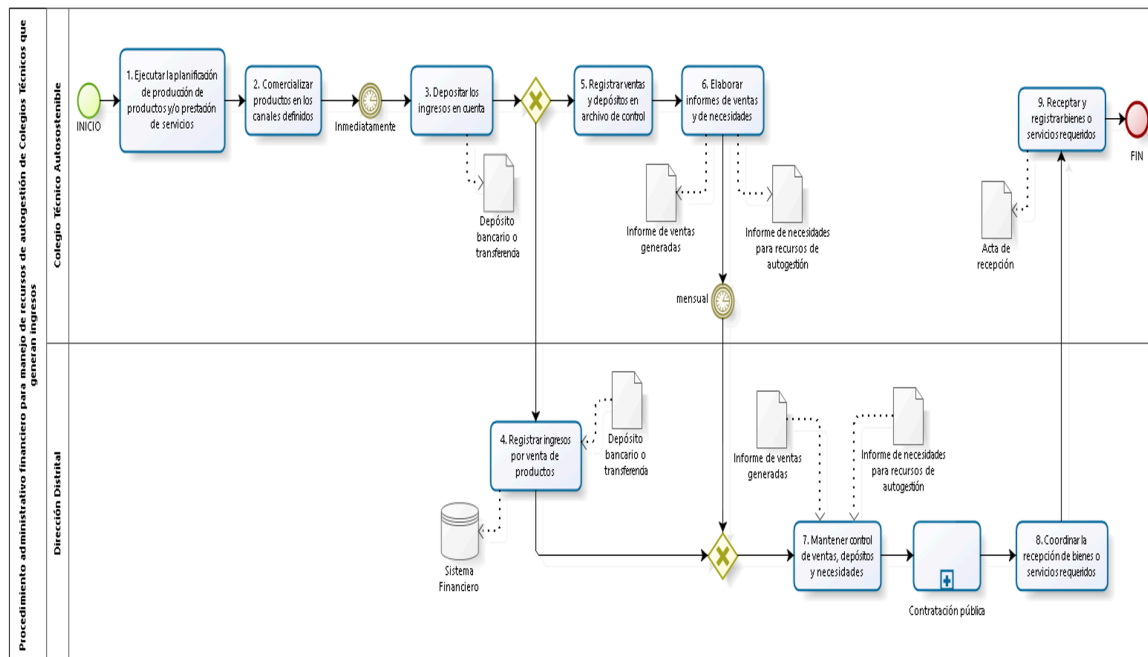 Procedimiento administrativo financiero para manejo de recursos de autogestión de Colegios Técnicos que
generan ingresos
Colegio Técnico Autosostenible
INICIO
1. Ejecutar la planificación
de producción de
productos y/o prestación
de servicios
2. Comercializar
productos en los
canales definidos
Inmediatamente
3. Depositar los
ingresos en cuenta
Depósito
bancario o
transferencia
5. Registrar ventas
y depósitos en
archivo de control
6. Elaborar
informes de ventas
y de necesidades
Informe de ventas
generadas
Informe de necesidades
para recursos de
autogestión
mensual
9. Receptar y
registrar bienes o
servicios requeridos
FIN
Acta de
recepción
Dirección Distrital
4. Registrar ingresos
por venta de
productos
Depósito
bancario o
transferencia
Sistema
Financiero
Informe de ventas
generadas
Informe de necesidades
para recursos de
autogestión
7. Mantener control
de ventas, depósitos
y necesidades
Contratación pública
8. Coordinar la
recepción de bienes o
servicios requeridos